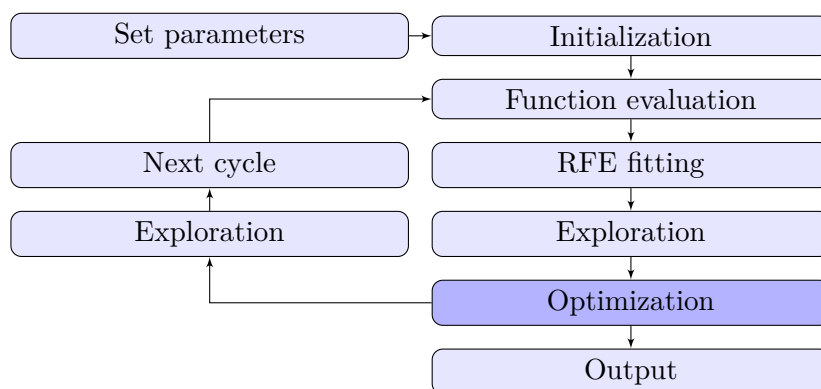 Set parameters
Initialization
Function evaluation
Next cycle
RFE fitting
Exploration
Exploration
Optimization
Output